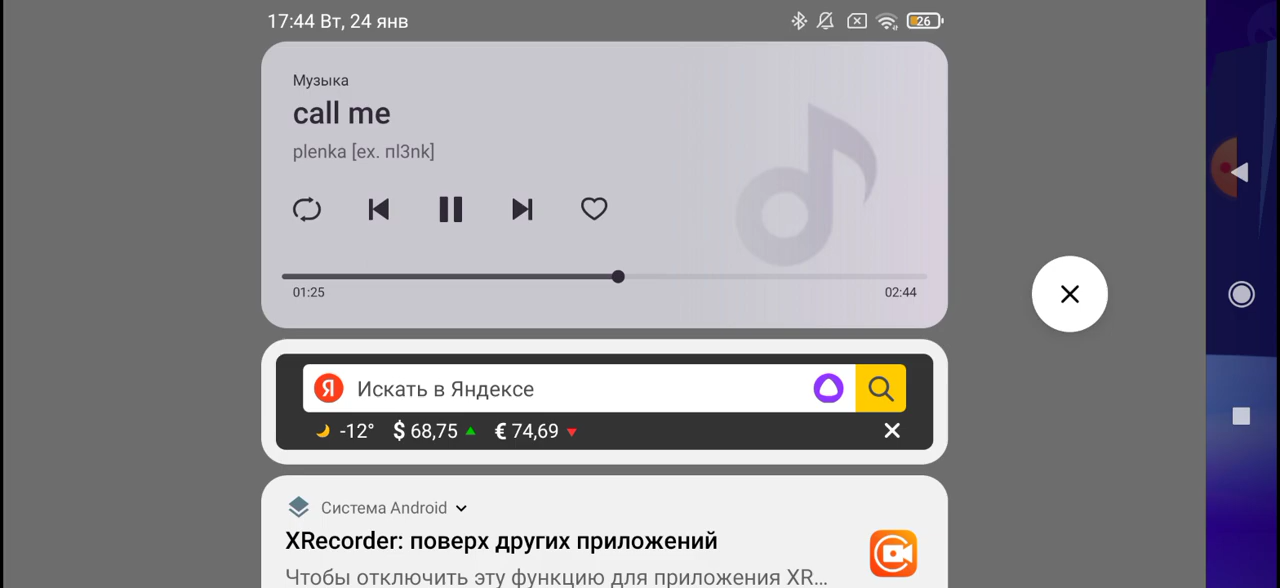 17:44 Вт, 24 янв
26
Музыка
call me
plenka [ex. пl3nk]
01:25
02:44
Я Искать в Яндексе
-12° $ 68,75 € 74,69
Система Android
XRecorder: поверх других приложений
Чтобы отключить эту функцию для приложения XR...